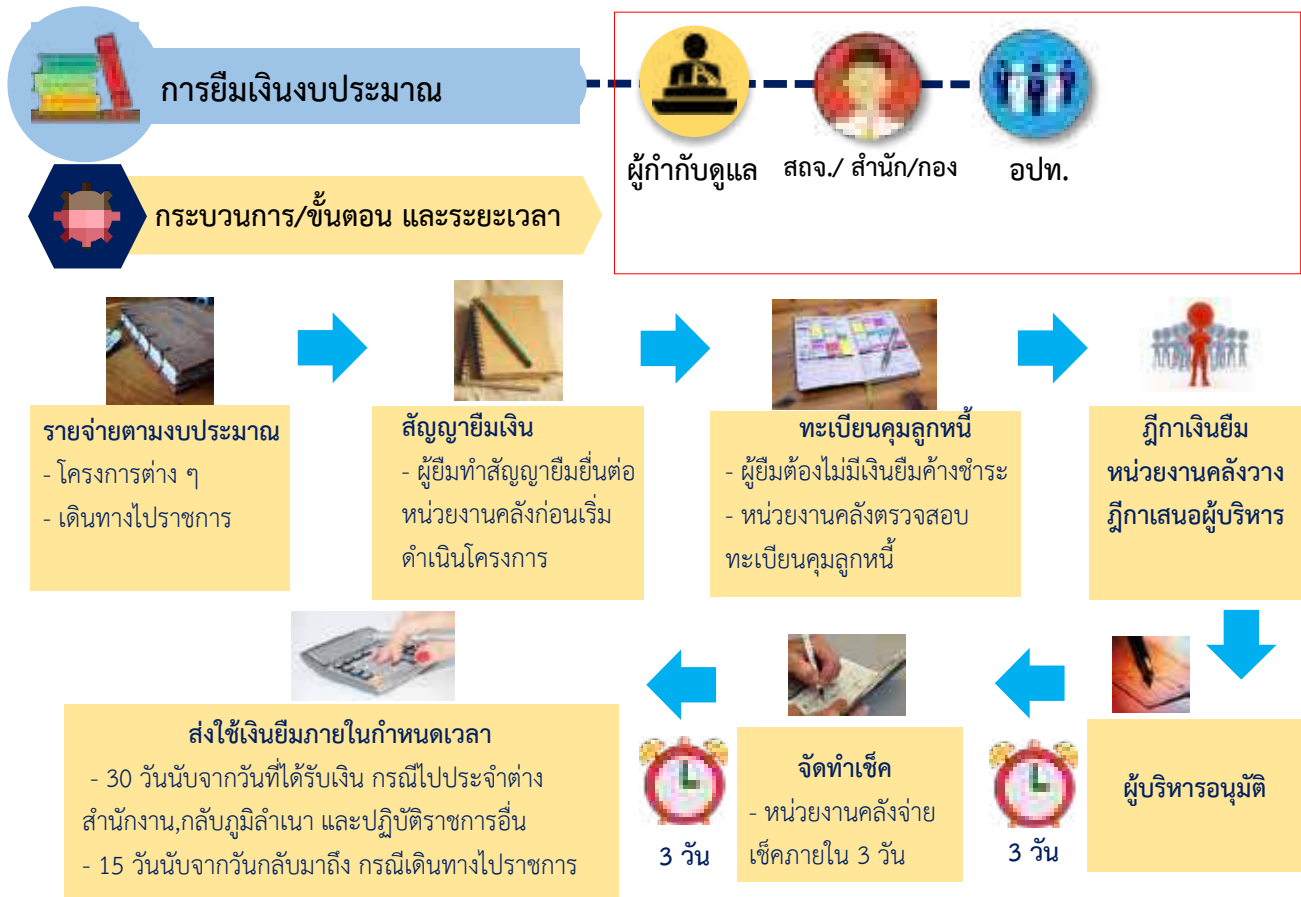 การยืมเงินงบประมาณ
ผู้กำกับดูแล
สถจ./ สำนัก/กอง
อปท.
กระบวนการ/ขั้นตอน และระยะเวลา
รายจ่ายตามงบประมาณ
- โครงการต่าง ๆ
- เดินทางไปราชการ
สัญญายืมเงิน
- ผู้ยืมทำสัญญายืมยื่นต่อ
หน่วยงานคลังก่อนเริ่ม
ดำเนินโครงการ
ทะเบียนคุมลูกหนี้
- ผู้ยืมต้องไม่มีเงินยืมค้างชำระ
- หน่วยงานคลังตรวจสอบ
ทะเบียนคุมลูกหนี้
ฎีกาเงินยืม
หน่วยงานคลังวาง
ฎีกาเสนอผู้บริหาร
ผู้บริหารอนุมัติ
3 วัน
จัดทำเช็ค
- หน่วยงานคลังจ่าย
เช็คภายใน 3 วัน
3 วัน
ส่งใช้เงินยืมภายในกำหนดเวลา
- 30 วันนับจากวันที่ได้รับเงิน กรณีไปประจำต่าง
สำนักงาน,กลับภูมิลำเนา และปฏิบัติราชการอื่น
- 15 วันนับจากวันกลับมาถึง กรณีเดินทางไปราชการ